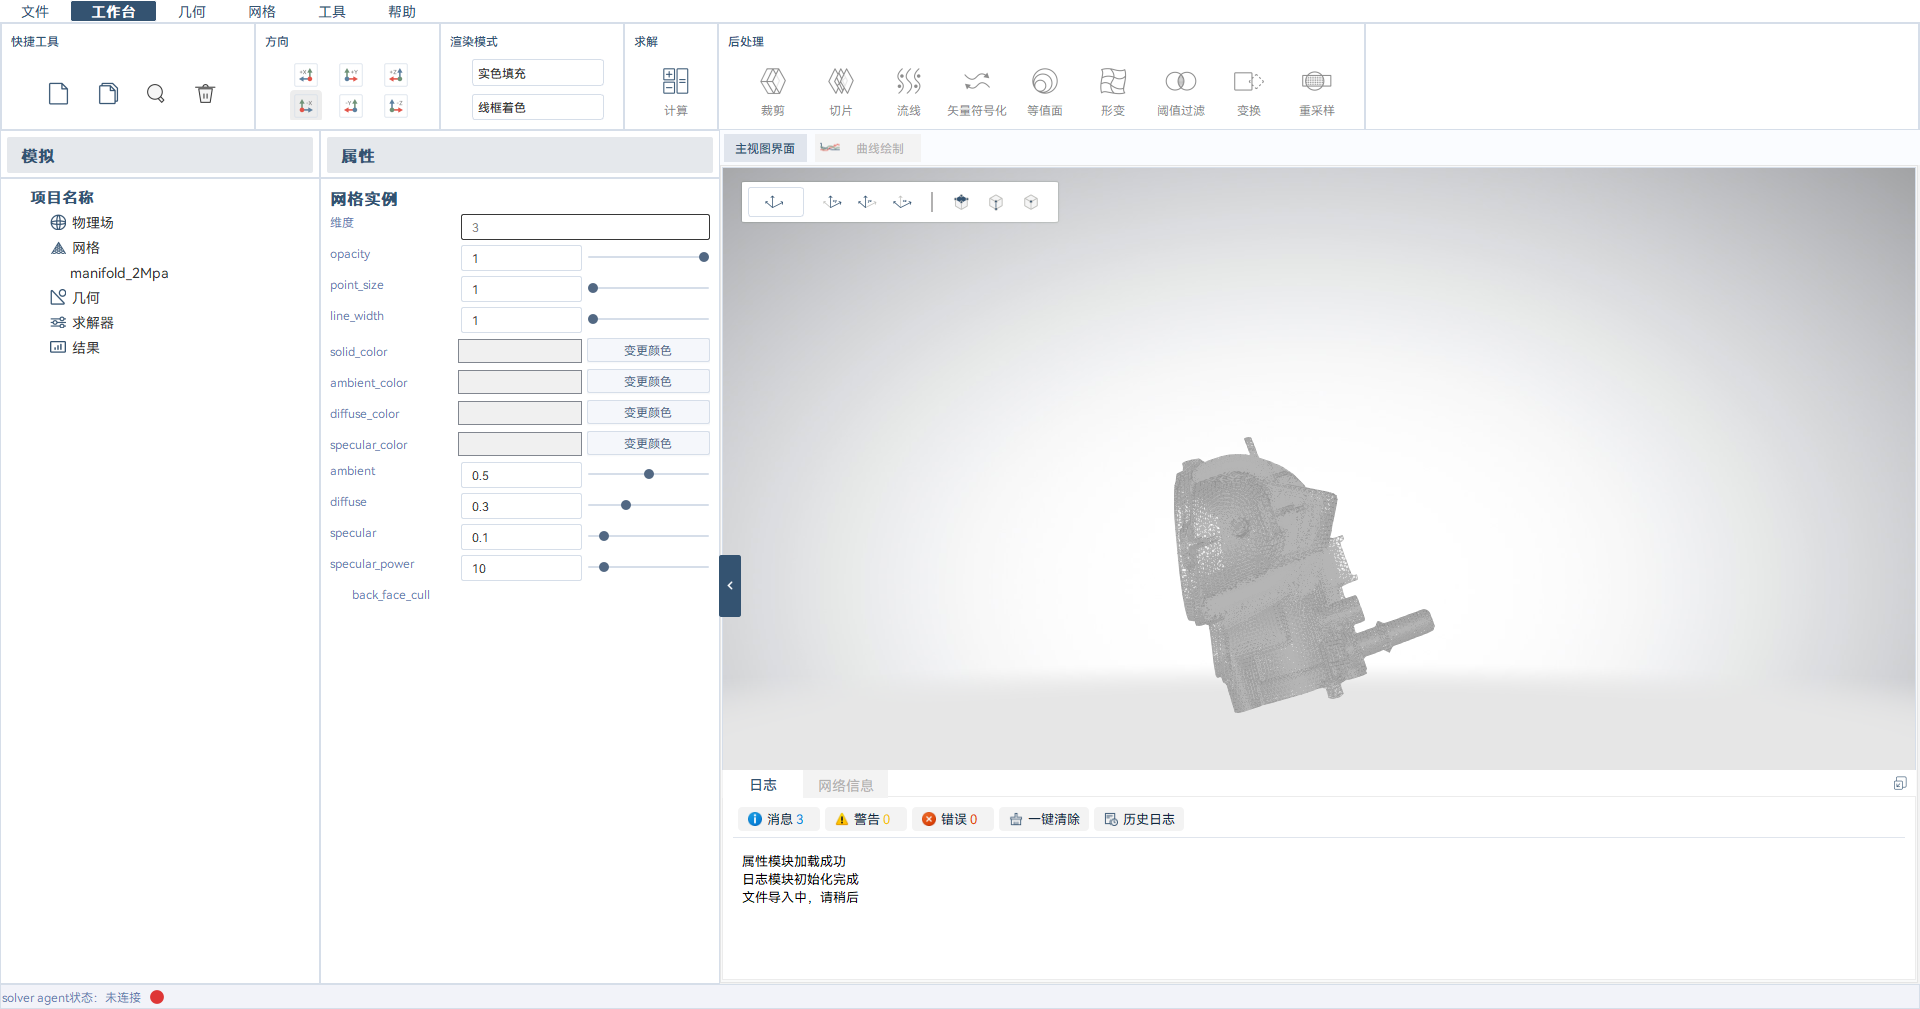 文件 工作台 几何 网格 工具 帮助
快捷工具 方向 渲染模式 求解 后处理
实色填充
线框着色
计算 裁剪 切片 流线 矢量符号化 等值面 形变 阈值过滤 变换 重采样
模拟 属性 主视图界面 曲线绘制
项目名称
物理场
网格
manifold_2Mpa
几何
求解器
结果
网格实例
维度 3
opacity 1
point_size 1
line_width 1
solid_color 变更颜色
ambient_color 变更颜色
diffuse_color 变更颜色
specular_color 变更颜色
ambient 0.5
diffuse 0.3
specular 0.1
specular_power 10
back_face_cull
日志 网络信息
消息 3 警告 0 错误 0 一键清除 历史日志
属性模块加载成功
日志模块初始化完成
文件导入中，请稍后
solver agent状态： 未连接